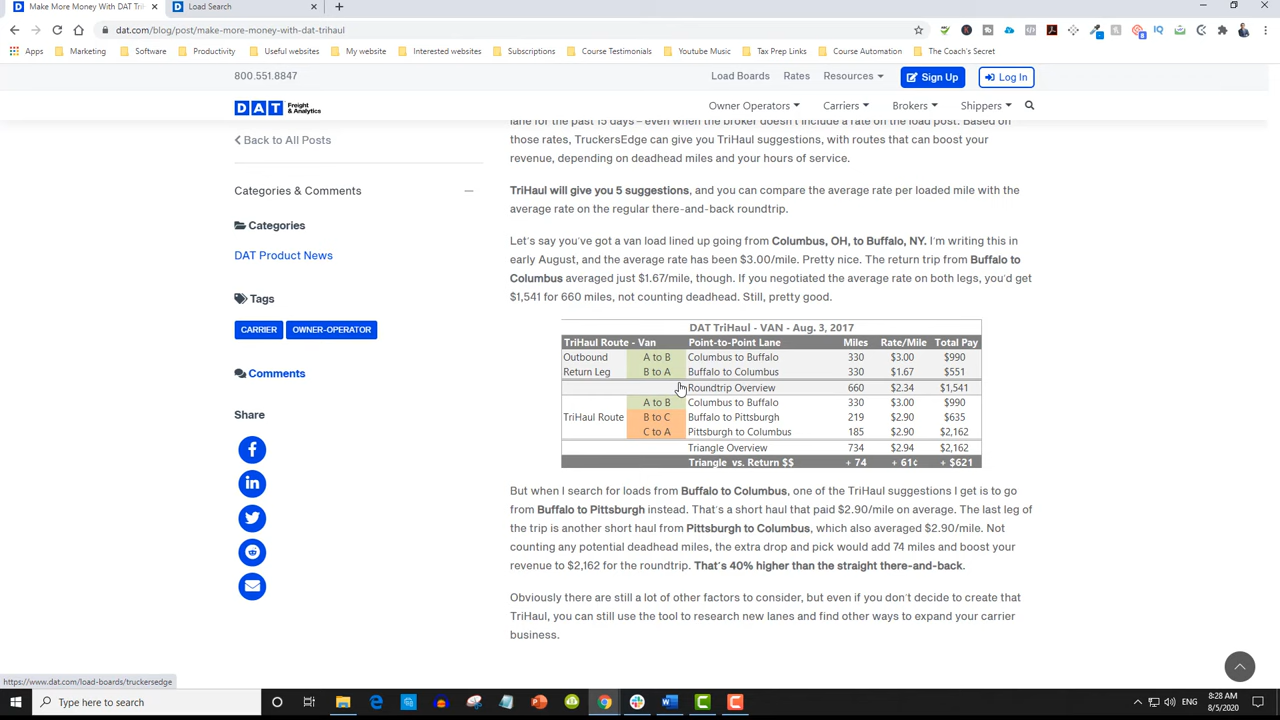 Make More Money With DAT Tri
Load Search
dat.com/blog/post/make-more-money-with-dat-trihaul
Apps
Marketing
Software
Productivity
Useful websites
My website
Interested websites
Subscriptions
Course Testimonials
Youtube Music
Tax Prep Links
Course Automation
The Coach's Secret
800.551.8847
Load Boards
Rates
Resources
Sign Up
Log In
DAT Freight & Analytics
Owner Operators
Carriers
Brokers
Shippers
Back to All Posts
Categories & Comments
Categories
DAT Product News
Tags
CARRIER
OWNER-OPERATOR
Comments
Share
lane for the past 15 days – even when the broker doesn't include a rate on the load post. Based on
those rates, TruckersEdge can give you TriHaul suggestions, with routes that can boost your
revenue, depending on deadhead miles and your hours of service.
TriHaul will give you 5 suggestions, and you can compare the average rate per loaded mile with the
average rate on the regular there-and-back roundtrip.
Let's say you've got a van load lined up going from Columbus, OH, to Buffalo, NY. I'm writing this in
early August, and the average rate has been $3.00/mile. Pretty nice. The return trip from Buffalo to
Columbus averaged just $1.67/mile, though. If you negotiated the average rate on both legs, you'd get
$1,541 for 660 miles, not counting deadhead. Still, pretty good.
DAT TriHaul - VAN - Aug. 3, 2017
TriHaul Route - Van Point-to-Point Lane Miles Rate/Mile Total Pay
Outbound A to B Columbus to Buffalo 330 $3.00 $990
Return Leg B to A Buffalo to Columbus 330 $1.67 $551
Roundtrip Overview 660 $2.34 $1,541
A to B Columbus to Buffalo 330 $3.00 $990
TriHaul Route B to C Buffalo to Pittsburgh 219 $2.90 $635
C to A Pittsburgh to Columbus 185 $2.90 $2,162
Triangle Overview 734 $2.94 $2,162
Triangle vs. Return $$ + 74 + 61¢ + $621
But when I search for loads from Buffalo to Columbus, one of the TriHaul suggestions I get is to go
from Buffalo to Pittsburgh instead. That's a short haul that paid $2.90/mile on average. The last leg of
the trip is another short haul from Pittsburgh to Columbus, which also averaged $2.90/mile. Not
counting any potential deadhead miles, the extra drop and pick would add 74 miles and boost your
revenue to $2,162 for the roundtrip. That's 40% higher than the straight there-and-back.
Obviously there are still a lot of other factors to consider, but even if you don't decide to create that
TriHaul, you can still use the tool to research new lanes and find other ways to expand your carrier
business.
https://www.dat.com/load-boards/truckersedge
Type here to search
ENG
8:28 AM
8/5/2020